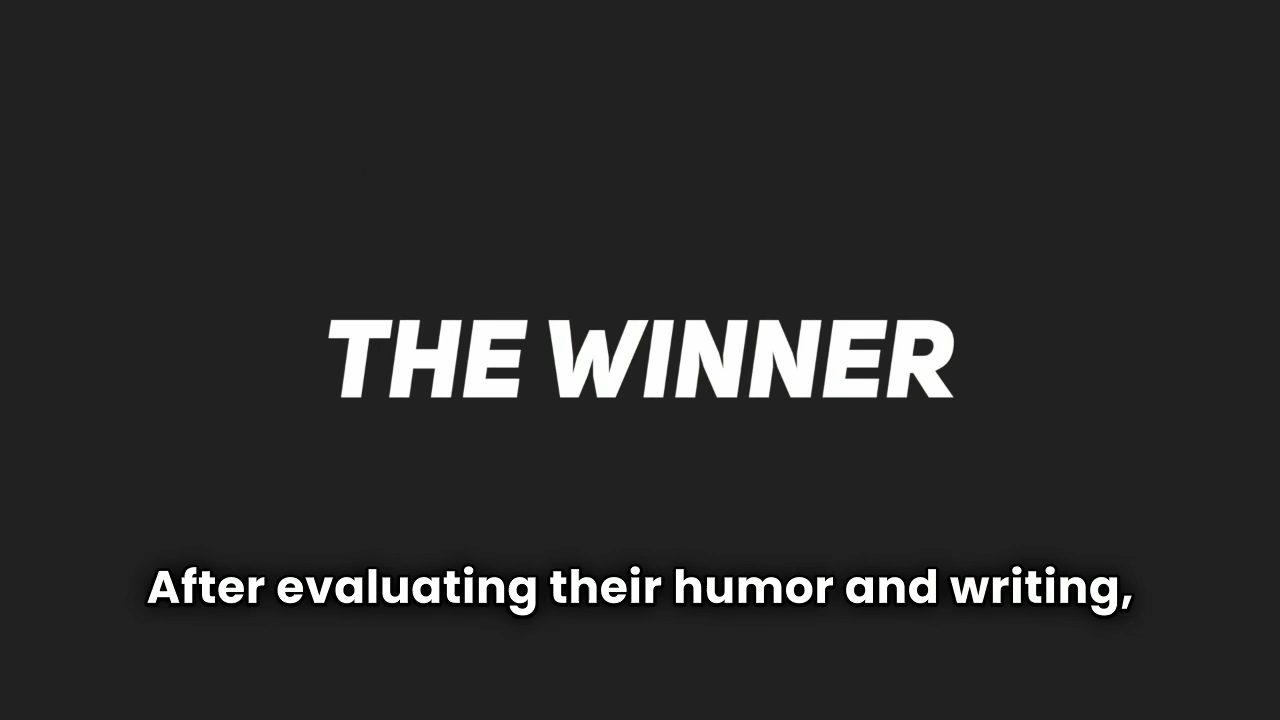 THE WINNER
After evaluating their humor and writing,